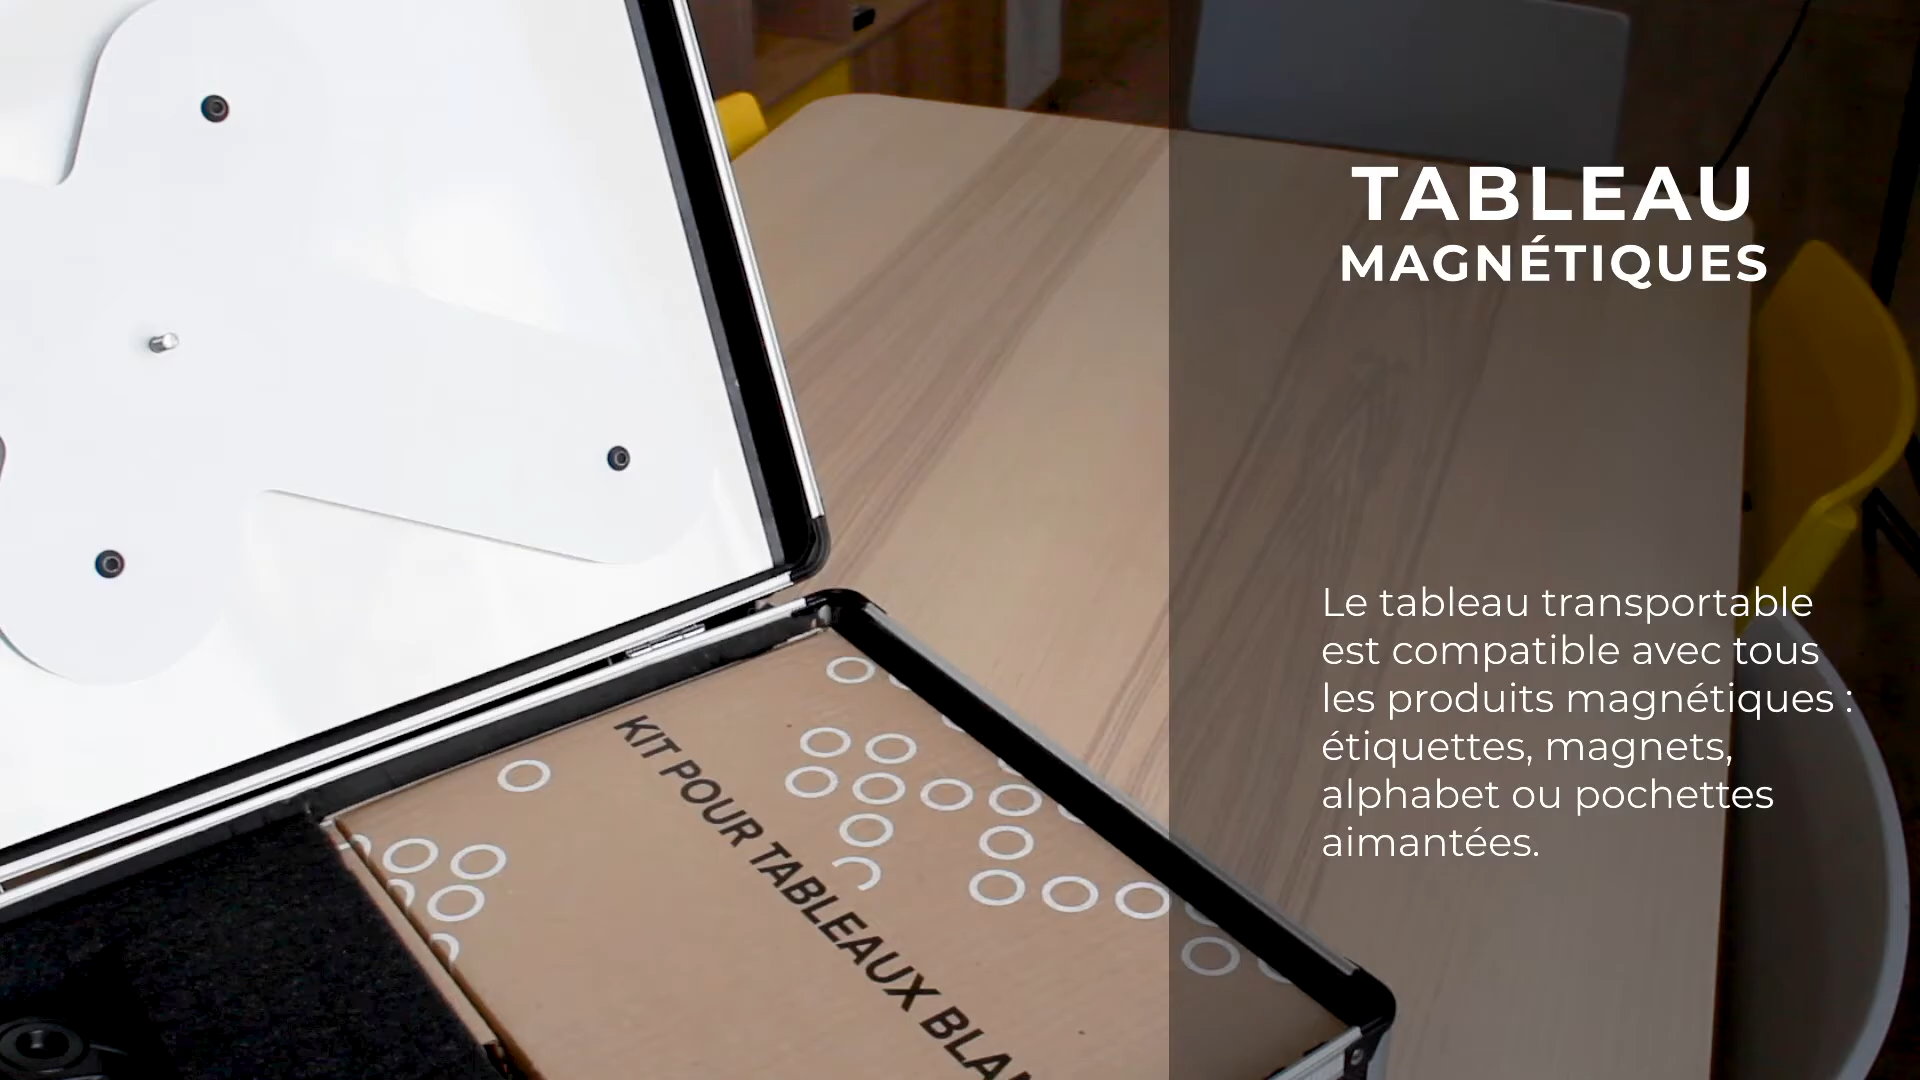 TABLEAU
MAGNÉTIQUES
Le tableau transportable
est compatible avec tous
les produits magnétiques :
étiquettes, magnets,
alphabet ou pochettes
aimantées.
KIT POUR TABLEAUX